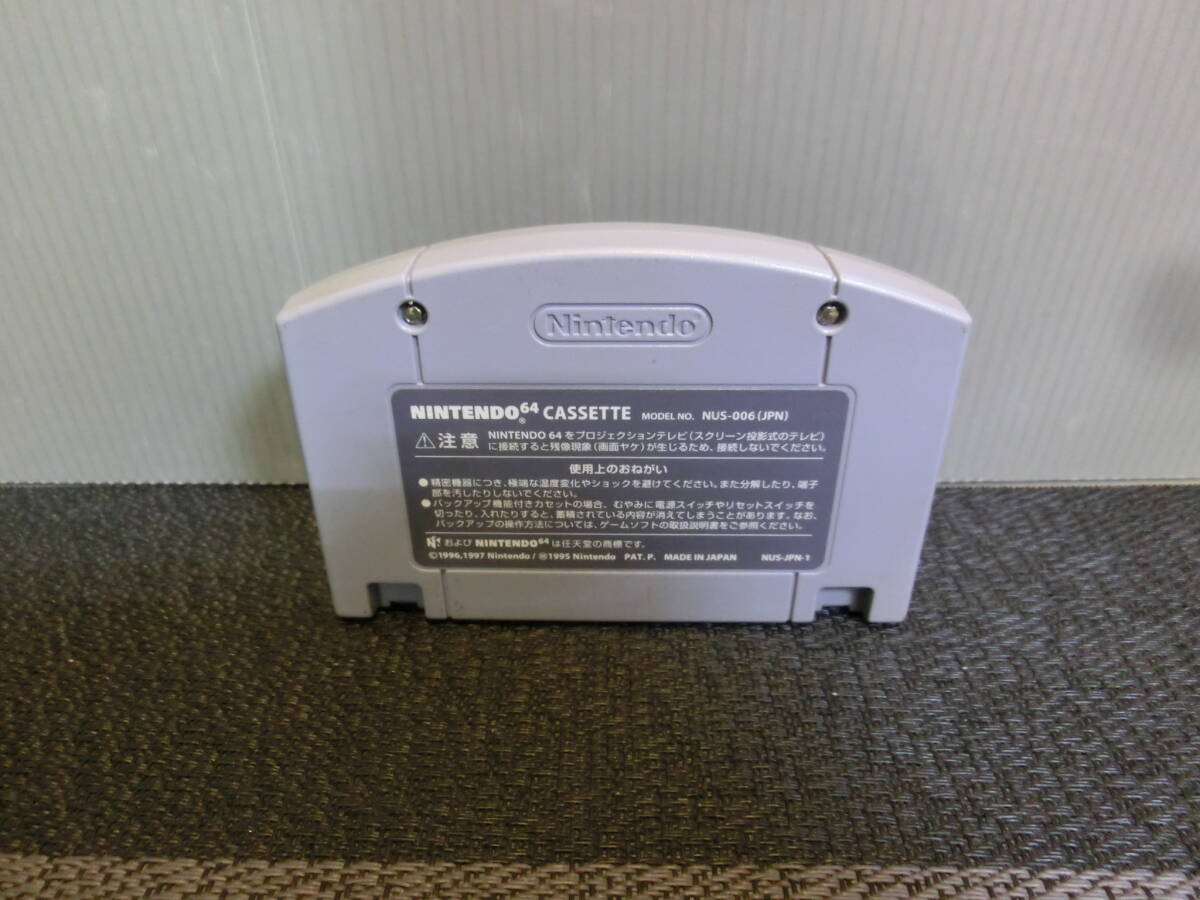 Nintendo
NINTENDO64® CASSETTE MODEL NO. NUS-006(JPN)
⚠注意 NINTENDO 64 をプロジェクションテレビ(スクリーン投影式のテレビ)
に接続すると残像現象(画面ヤケ)が生じるため、接続しないでください。
使用上のおねがい
●精密機器につき、極端な温度変化やショックを避けてください。また分解したり、端子
部を汚したりしないでください。
●バックアップ機能付きカセットの場合、むやみに電源スイッチやリセットスイッチを
切ったり、入れたりすると、蓄積されている内容が消えてしまうことがあります。なお、
バックアップの操作方法については、ゲームソフトの取扱説明書をご参照ください。
および NINTENDO64 は任天堂の商標です。
©1996,1997 Nintendo/Ⓜ1995 Nintendo PAT. P. MADE IN JAPAN NUS-JPN-1